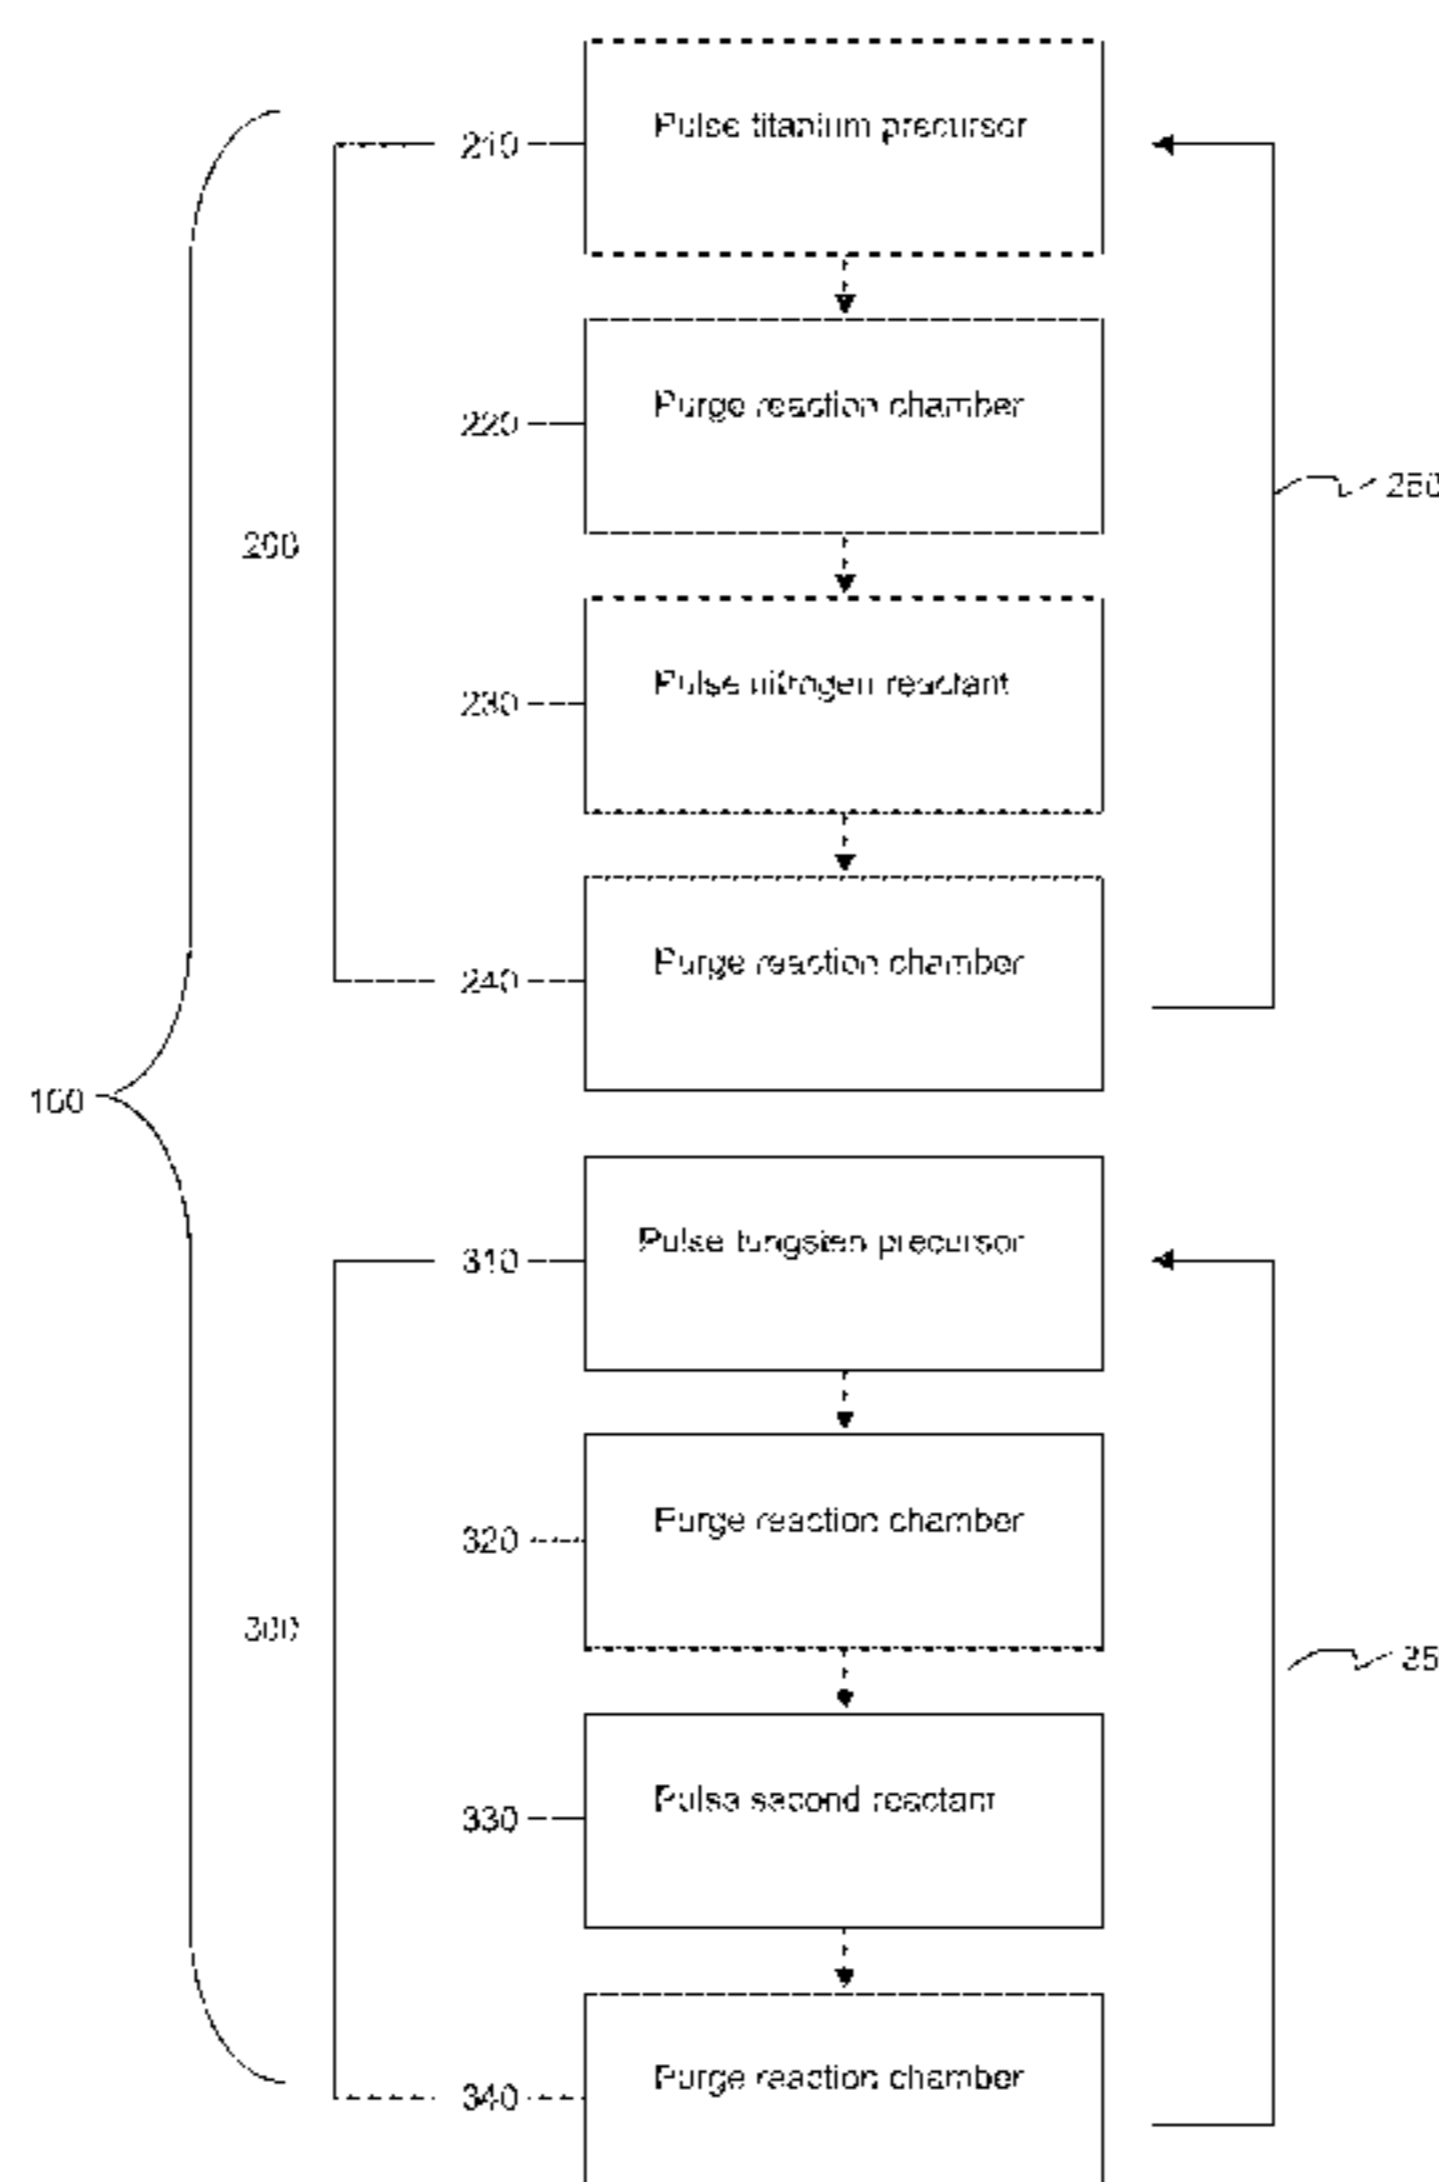 Pulse titanium precursor
210
Purge reaction chamber
220
250
200
Pulse nitrogen reactant
230
Purge reaction chamber
240
100
Pulse tungsten precursor
310
Purge reaction chamber
320
300
35
Pulse second reactant
330
Purge reaction chamber
340